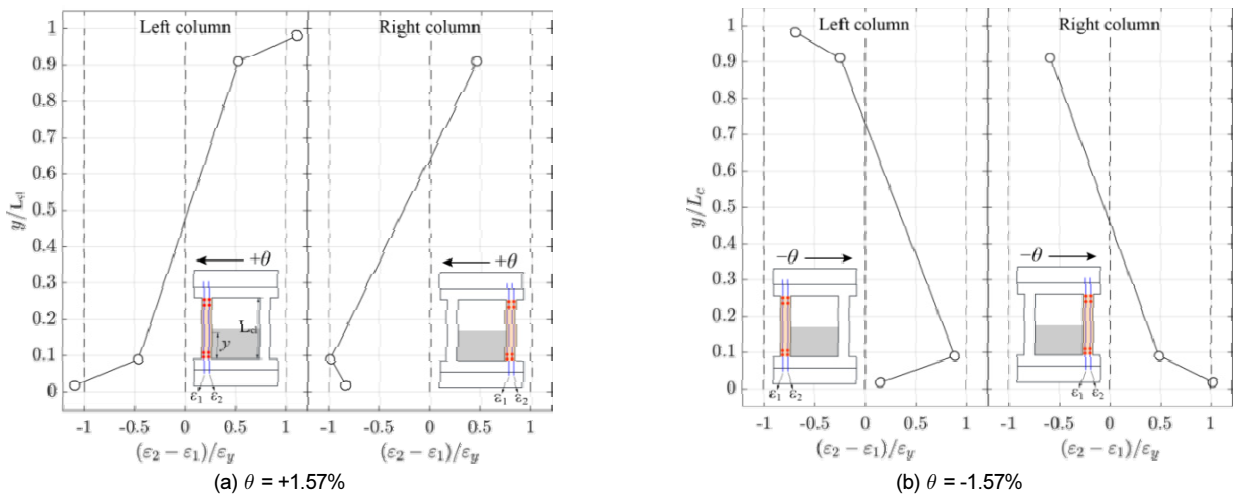 Left column
Right column
y/L_cl
1
0.9
0.8
0.7
0.6
0.5
0.4
0.3
0.2
0.1
0
+θ
+θ
L_cl
y
ε₁ ε₂
ε₁ ε₂
-1 -0.5 0 0.5 1
-1 -0.5 0 0.5 1
(ε₂ − ε₁)/ε_y
(ε₂ − ε₁)/ε_y
(a) θ = +1.57%
Left column
Right column
y/L_c
1
0.9
0.8
0.7
0.6
0.5
0.4
0.3
0.2
0.1
0
−θ
−θ
ε₁ ε₂
ε₁ ε₂
-1 -0.5 0 0.5 1
-1 -0.5 0 0.5 1
(ε₂ − ε₁)/ε_y
(ε₂ − ε₁)/ε_y
(b) θ = -1.57%